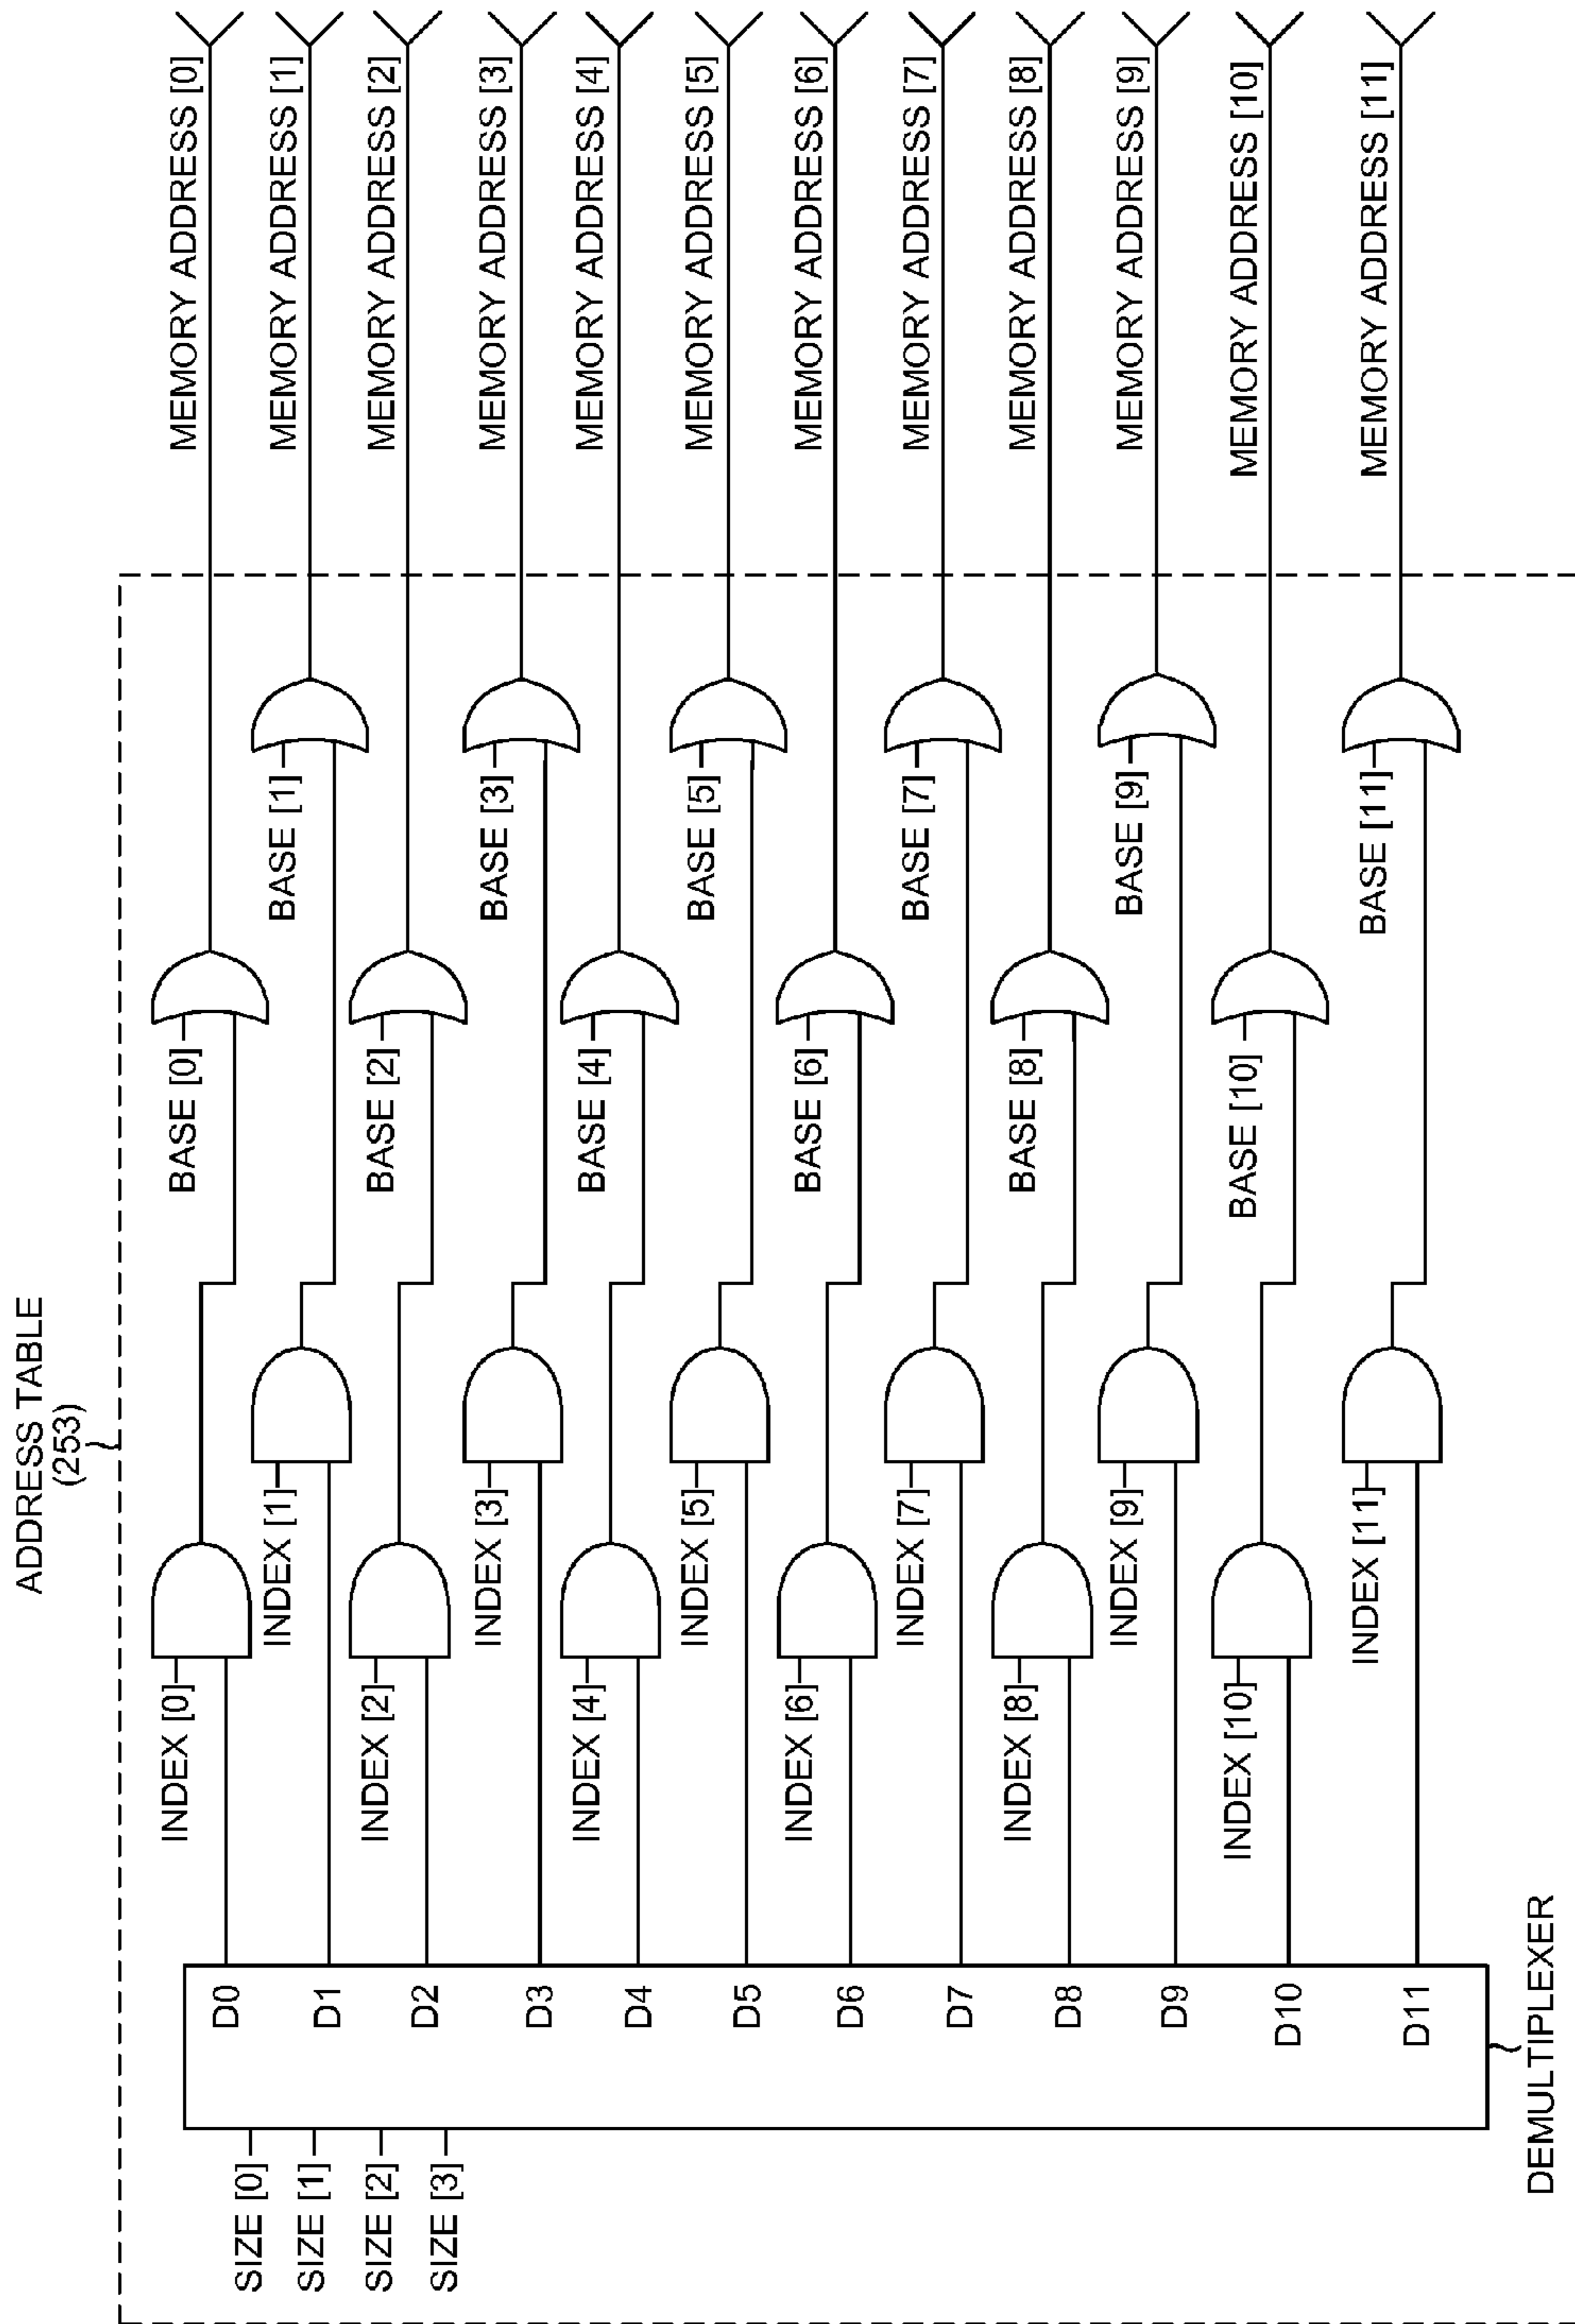 ADDRESS TABLE
(253)
SIZE [0]
SIZE [1]
SIZE [2]
SIZE [3]
D0
D1
D2
D3
D4
D5
D6
D7
D8
D9
D10
D11
DEMULTIPLEXER
INDEX [0]
INDEX [1]
INDEX [2]
INDEX [3]
INDEX [4]
INDEX [5]
INDEX [6]
INDEX [7]
INDEX [8]
INDEX [9]
INDEX [10]
INDEX [11]
BASE [0]
BASE [1]
BASE [2]
BASE [3]
BASE [4]
BASE [5]
BASE [6]
BASE [7]
BASE [8]
BASE [9]
BASE [10]
BASE [11]
MEMORY ADDRESS [0]
MEMORY ADDRESS [1]
MEMORY ADDRESS [2]
MEMORY ADDRESS [3]
MEMORY ADDRESS [4]
MEMORY ADDRESS [5]
MEMORY ADDRESS [6]
MEMORY ADDRESS [7]
MEMORY ADDRESS [8]
MEMORY ADDRESS [9]
MEMORY ADDRESS [10]
MEMORY ADDRESS [11]